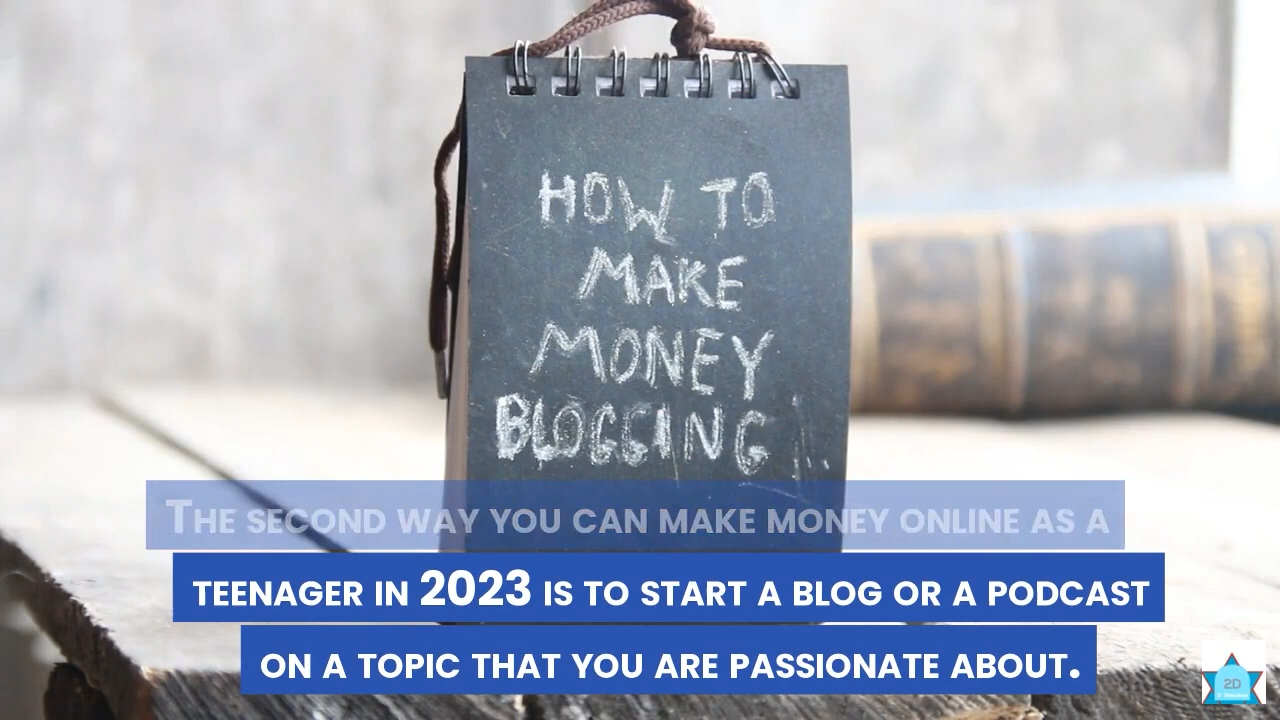 HOW TO
MAKE
MONEY
BLOGGING
THE SECOND WAY YOU CAN MAKE MONEY ONLINE AS A
TEENAGER IN 2023 IS TO START A BLOG OR A PODCAST
ON A TOPIC THAT YOU ARE PASSIONATE ABOUT.
2D